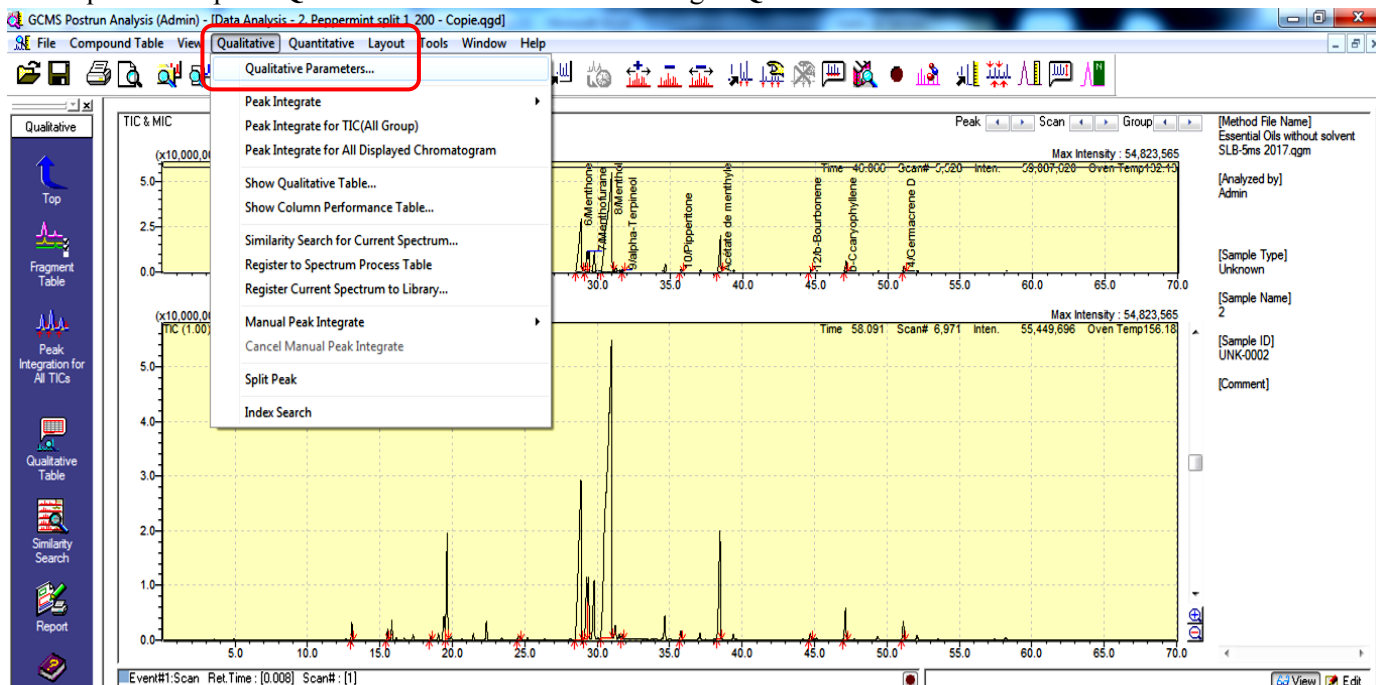 GCMS Postrun Analysis (Admin) - [Data Analysis - 2. Peppermint split 1_200 - Copie.qgd]
File Compound Table View Qualitative Quantitative Layout Tools Window Help
Qualitative Parameters...
Peak Integrate
Peak Integrate for TIC(All Group)
Peak Integrate for All Displayed Chromatogram
Show Qualitative Table...
Show Column Performance Table...
Similarity Search for Current Spectrum...
Register to Spectrum Process Table
Register Current Spectrum to Library...
Manual Peak Integrate
Cancel Manual Peak Integrate
Split Peak
Index Search
Qualitative
Top
Fragment
Table
Peak
Integration for
All TICs
Qualitative
Table
Similarity
Search
Report
TIC & MIC
Peak Scan Group
(x10,000,00
Max Intensity : 54,823,565
Time 40.800 Scan# 5,520 Inten. Oven Temp
5.0
2.5
0.0
6/Menthone
7/Menthofurane
8/Menthol
9/alpha-Terpineol
10/Pipperitone
Acétate de menthyle
12/b-Bourbonene
b-Caryophyllene
14/Germacrene D
30.0 35.0 40.0 45.0 50.0 55.0 60.0 65.0 70.0
(x10,000,00
Max Intensity : 54,823,565
TIC (1.00)
Time 58.091 Scan# 6,971 Inten. 55,449,696 Oven Temp156.18
5.0
4.0
3.0
2.0
1.0
0.0
5.0 10.0 15.0 20.0 25.0 30.0 35.0 40.0 45.0 50.0 55.0 60.0 65.0 70.0
[Method File Name]
Essential Oils without solvent
SLB-5ms 2017.qgm
[Analyzed by]
Admin
[Sample Type]
Unknown
[Sample Name]
2
[Sample ID]
UNK-0002
[Comment]
Event#1:Scan Ret.Time : [0.008] Scan# : [1]
View Edit